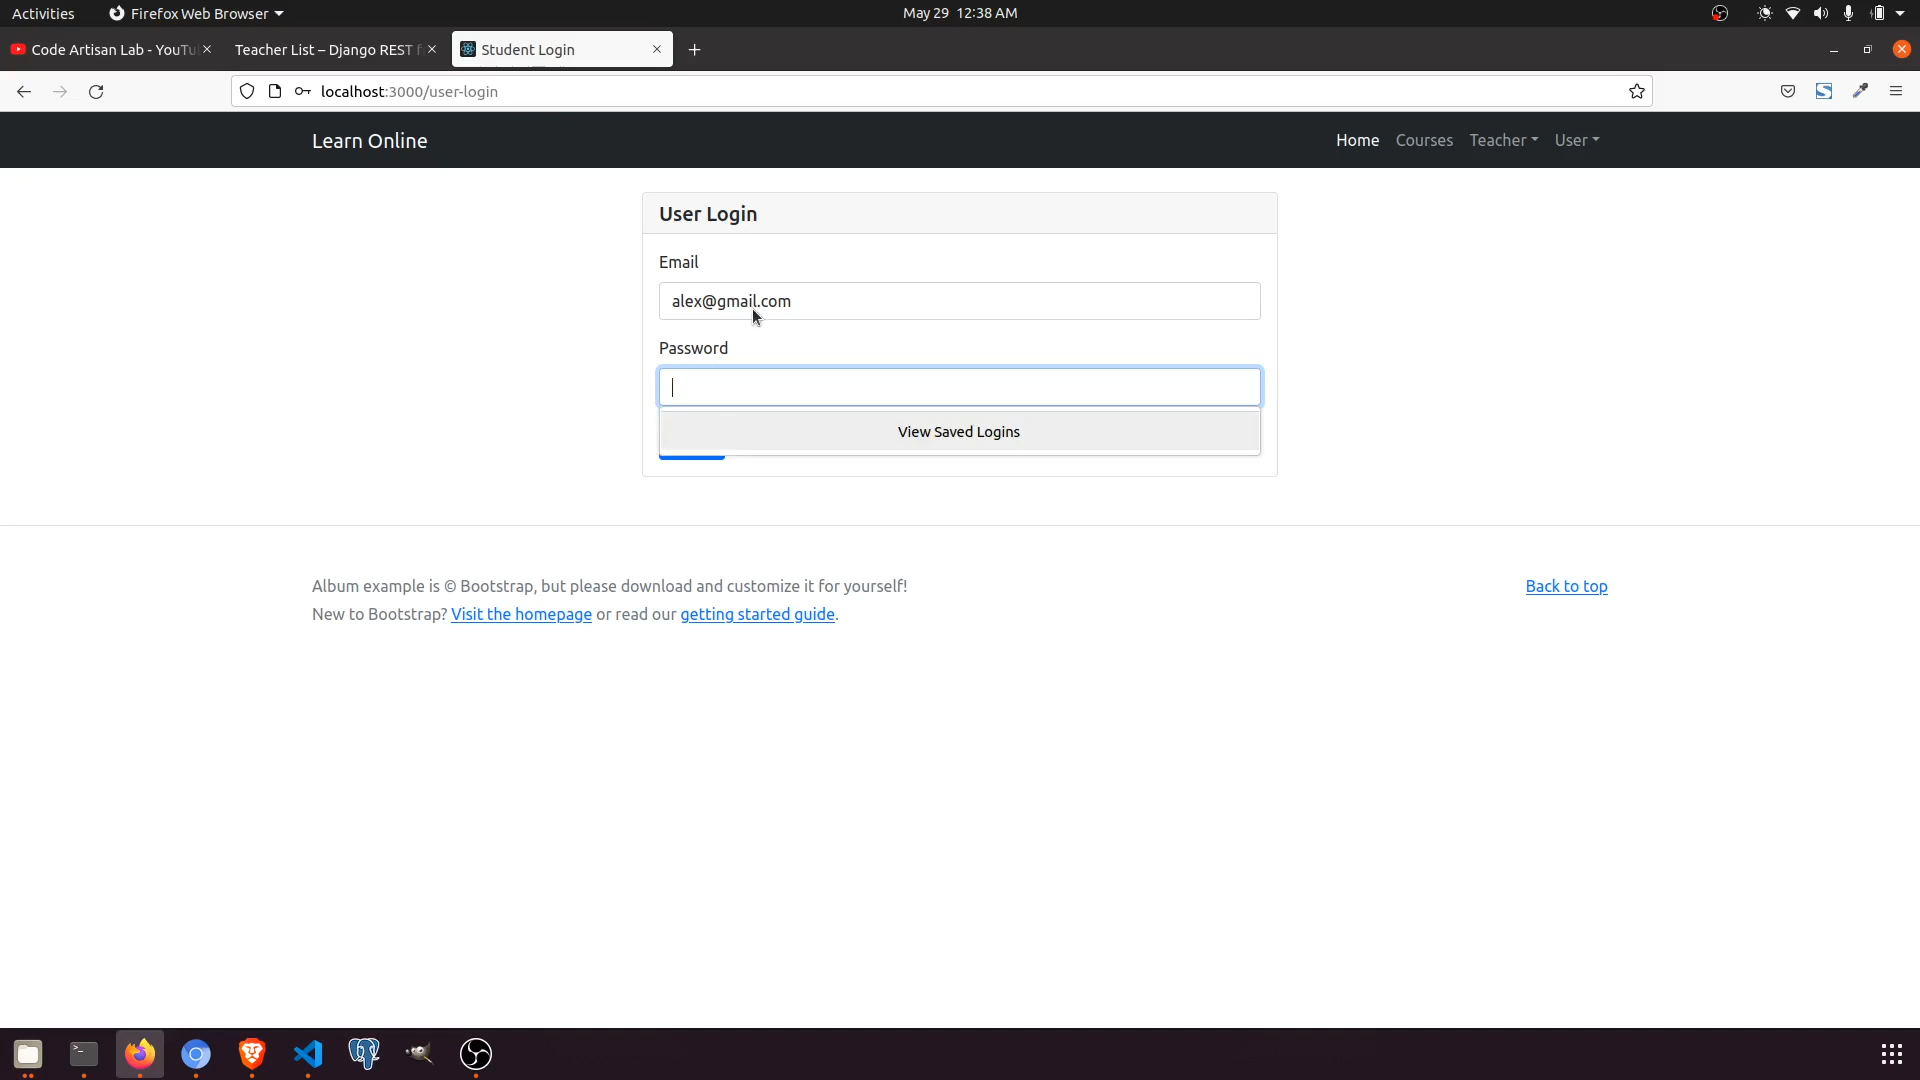 Activities
Firefox Web Browser
May 29 12:38 AM
Code Artisan Lab - YouTu
Teacher List – Django REST f
Student Login
localhost:3000/user-login
Learn Online
Home
Courses
Teacher
User
User Login
Email
alex@gmail.com
Password
View Saved Logins
Album example is © Bootstrap, but please download and customize it for yourself!
Back to top
New to Bootstrap? Visit the homepage or read our getting started guide.